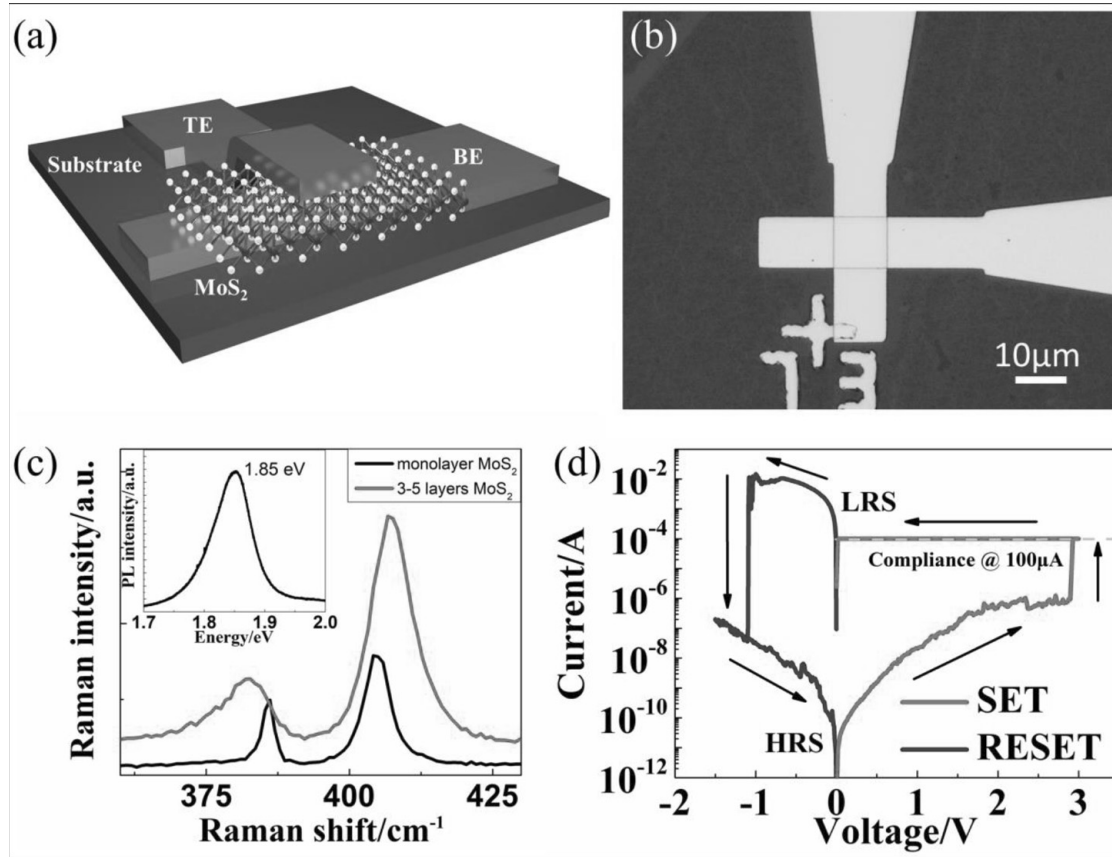 (a)
TE
BE
Substrate
MoS₂
(b)
10μm
(c)
Raman intensity/a.u.
PL intensity/a.u.
1.85 eV
1.7 1.8 1.9 2.0
Energy/eV
monolayer MoS₂
3-5 layers MoS₂
375 400 425
Raman shift/cm⁻¹
(d)
Current/A
10⁻²
10⁻⁴
10⁻⁶
10⁻⁸
10⁻¹⁰
10⁻¹²
LRS
Compliance @ 100μA
HRS
SET
RESET
-2 -1 0 1 2 3
Voltage/V